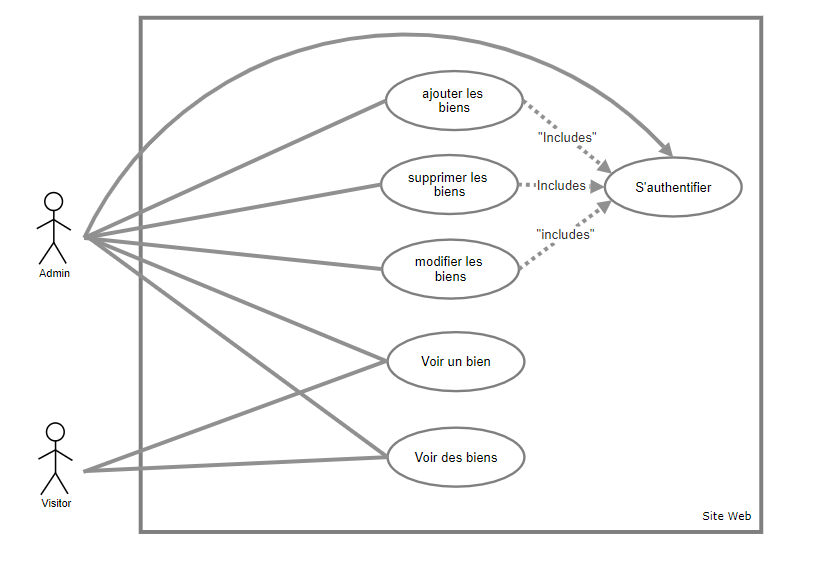 ajouter les
biens
"Includes"
supprimer les
biens
Includes
S'authentifier
Admin
modifier les
biens
"includes"
Voir un bien
Voir des biens
Visitor
Site Web